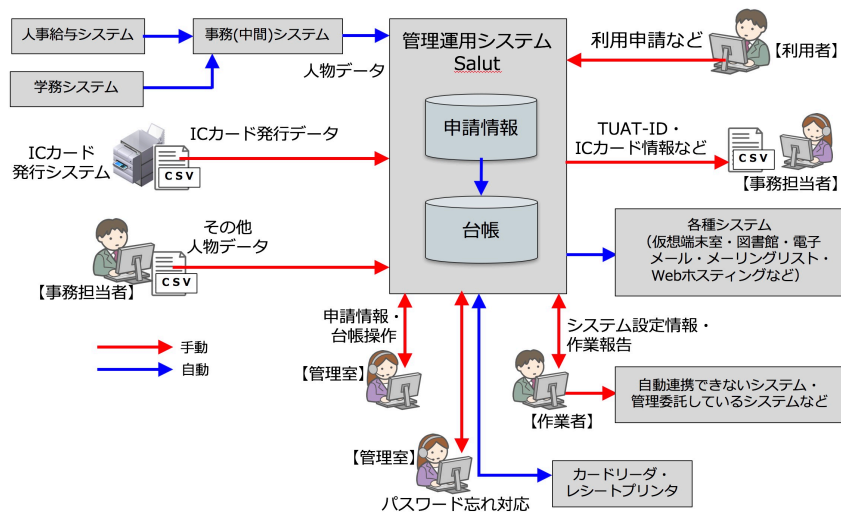 人事給与システム
事務(中間)システム
学務システム
人物データ
管理運用システム
Salut
申請情報
台帳
利用申請など
【利用者】
ICカード発行データ
ICカード
発行システム
CSV
TUAT-ID・
ICカード情報など
CSV
【事務担当者】
その他
人物データ
CSV
【事務担当者】
各種システム
（仮想端末室・図書館・電子
メール・メーリングリスト・
Webホスティングなど）
申請情報・
台帳操作
【管理室】
システム設定情報・
作業報告
【作業者】
自動連携できないシステム・
管理委託しているシステムなど
手動
自動
【管理室】
パスワード忘れ対応
カードリーダ・
レシートプリンタ